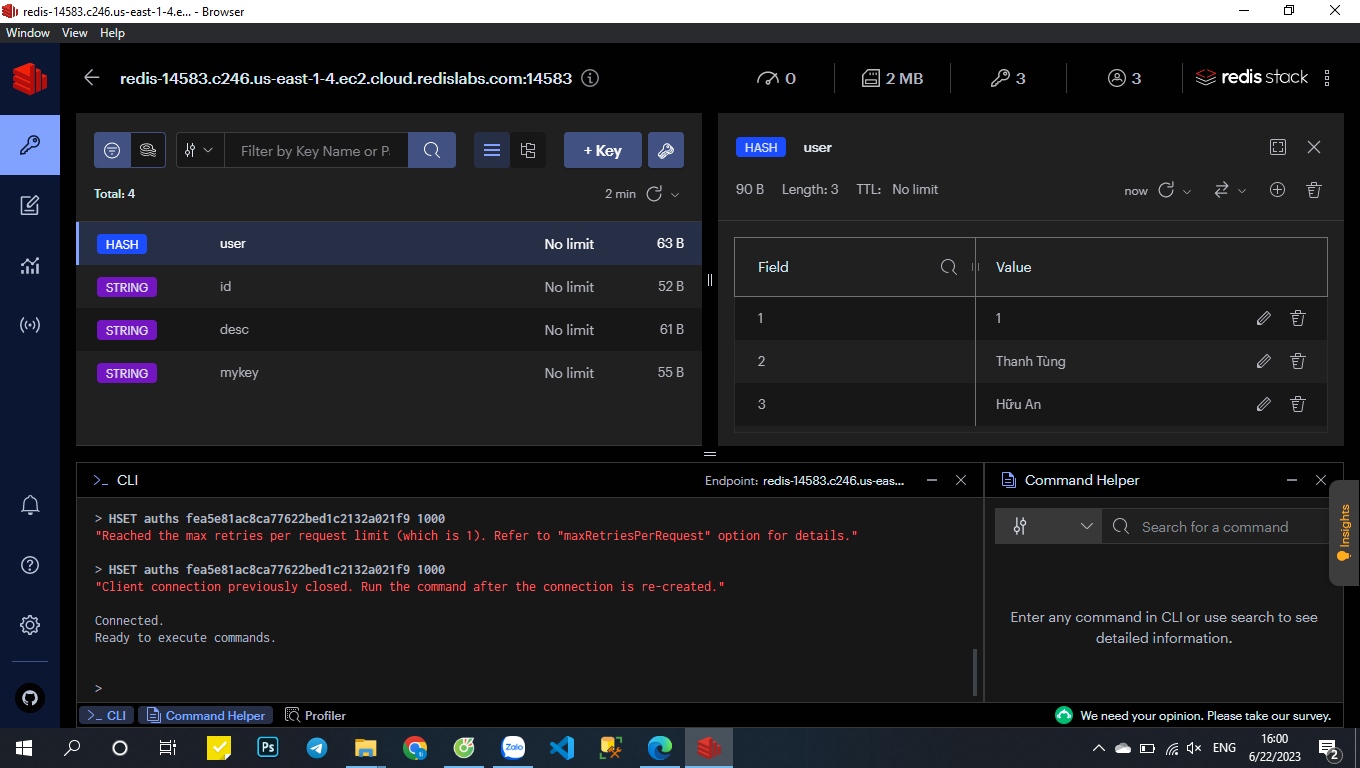 redis-14583.c246.us-east-1-4.e... - Browser
Window View Help
redis-14583.c246.us-east-1-4.ec2.cloud.redislabs.com:14583
0
2 MB
3
3
redis stack
Filter by Key Name or Pa
+ Key
Total: 4
2 min
HASH user No limit 63 B
STRING id No limit 52 B
STRING desc No limit 61 B
STRING mykey No limit 55 B
HASH user
90 B Length: 3 TTL: No limit
now
Field Value
1 1
2 Thanh Tùng
3 Hữu An
>_ CLI
Endpoint: redis-14583.c246.us-eas...
> HSET auths fea5e81ac8ca77622bed1c2132a021f9 1000
"Reached the max retries per request limit (which is 1). Refer to "maxRetriesPerRequest" option for details."
> HSET auths fea5e81ac8ca77622bed1c2132a021f9 1000
"Client connection previously closed. Run the command after the connection is re-created."
Connected.
Ready to execute commands.
>
Command Helper
Search for a command
Enter any command in CLI or use search to see
detailed information.
Insights
>_ CLI
Command Helper
Profiler
We need your opinion. Please take our survey.
Ps
Zalo
ENG
16:00
6/22/2023
2